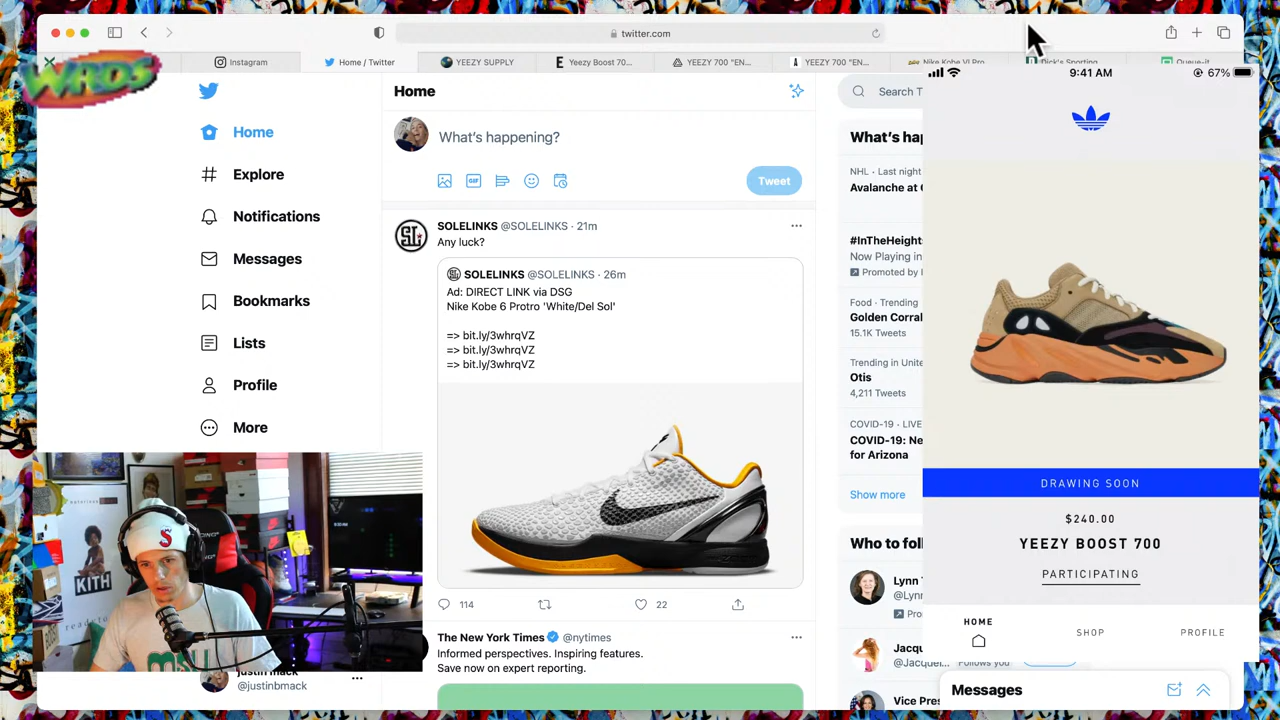 twitter.com
WRDS
Instagram
Home / Twitter
YEEZY SUPPLY
Yeezy Boost 70...
YEEZY 700 "EN...
YEEZY 700 "EN...
Nike Kobe VI Pro
Dick's Sporting
Queue-it
Home
Explore
Notifications
Messages
Bookmarks
Lists
Profile
More
justin mack
@justinbmack
Home
What's happening?
GIF
Tweet
SOLELINKS @SOLELINKS · 21m
Any luck?
SOLELINKS @SOLELINKS · 26m
Ad: DIRECT LINK via DSG
Nike Kobe 6 Protro 'White/Del Sol'
=> bit.ly/3whrqVZ
=> bit.ly/3whrqVZ
=> bit.ly/3whrqVZ
114
22
The New York Times @nytimes
Informed perspectives. Inspiring features.
Save now on expert reporting.
Search T
What's hap
NHL · Last night
Avalanche at
#InTheHeight
Now Playing in
Promoted by
Food · Trending
Golden Corral
15.1K Tweets
Trending in Unite
Otis
4,211 Tweets
COVID-19 · LIVE
COVID-19: Ne
for Arizona
Show more
Who to foll
Lynn
@Lynn
Pro
Jacqu
@Jacquel
Follows you
Vice Pres
9:41 AM
67%
DRAWING SOON
$240.00
YEEZY BOOST 700
PARTICIPATING
HOME
SHOP
PROFILE
Messages
KITH
S
MSU